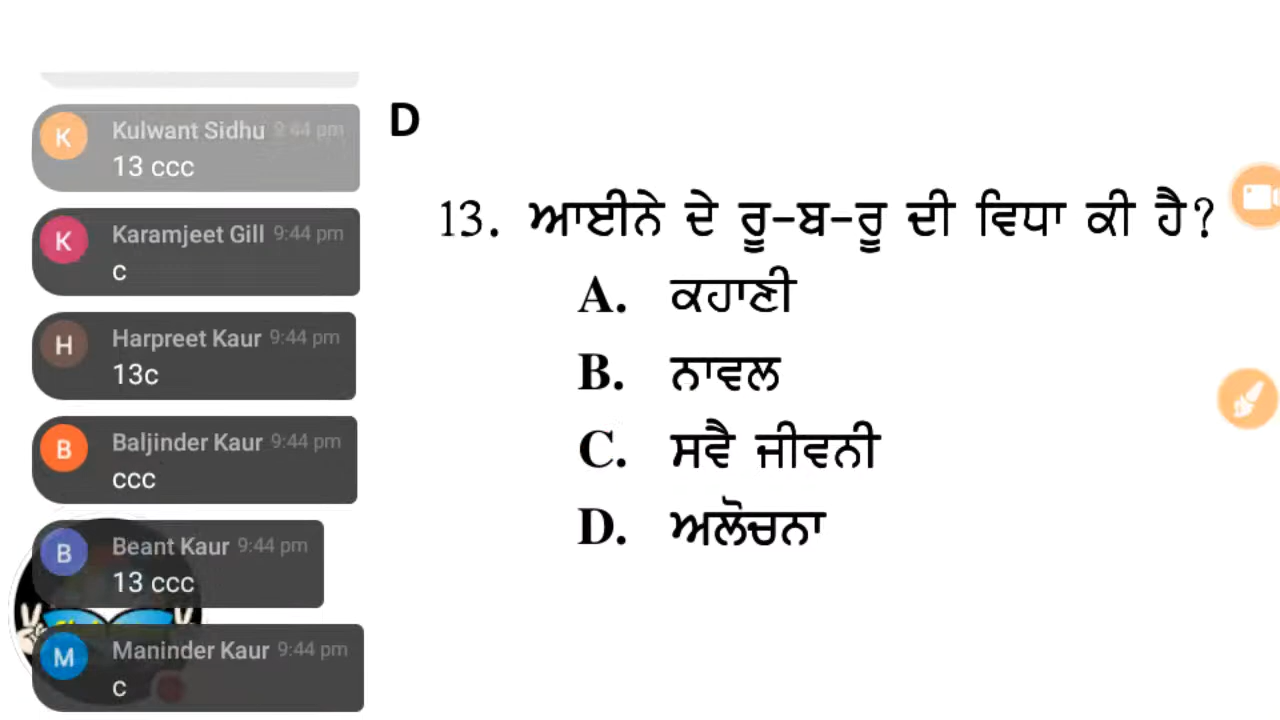 Kulwant Sidhu 9:44 pm
13 ccc
Karamjeet Gill 9:44 pm
c
Harpreet Kaur 9:44 pm
13c
Baljinder Kaur 9:44 pm
ccc
Beant Kaur 9:44 pm
13 ccc
Maninder Kaur 9:44 pm
c
D
13. ਆਈਨੇ ਦੇ ਰੂ-ਬ-ਰੂ ਦੀ ਵਿਧਾ ਕੀ ਹੈ?
A. ਕਹਾਣੀ
B. ਨਾਵਲ
C. ਸਵੈ ਜੀਵਨੀ
D. ਅਲੋਚਨਾ